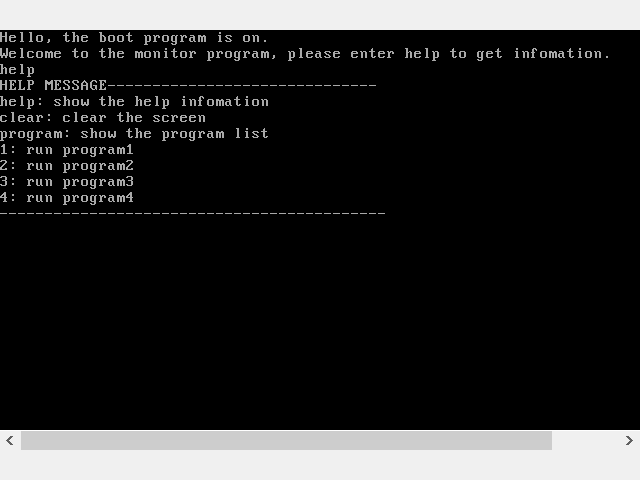 Hello, the boot program is on.
Welcome to the monitor program, please enter help to get infomation.
help
HELP MESSAGE------------------------------
help: show the help infomation
clear: clear the screen
program: show the program list
1: run program1
2: run program2
3: run program3
4: run program4
-------------------------------------------